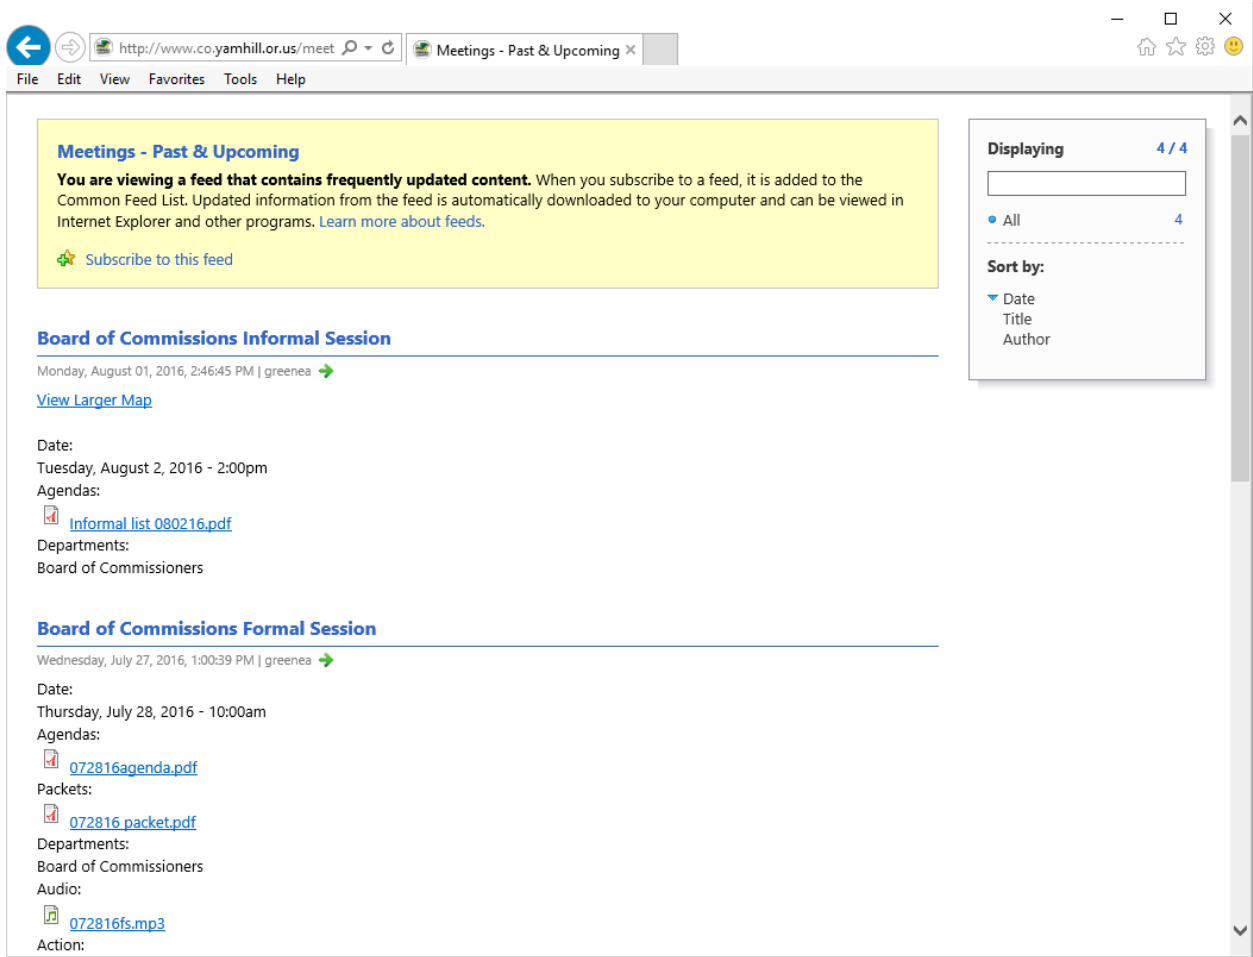 http://www.co.yamhill.or.us/meet
Meetings - Past & Upcoming
File Edit View Favorites Tools Help
Meetings - Past & Upcoming
You are viewing a feed that contains frequently updated content. When you subscribe to a feed, it is added to the
Common Feed List. Updated information from the feed is automatically downloaded to your computer and can be viewed in
Internet Explorer and other programs. Learn more about feeds.
Subscribe to this feed
Displaying 4 / 4
All 4
Sort by:
Date
Title
Author
Board of Commissions Informal Session
Monday, August 01, 2016, 2:46:45 PM | greenea
View Larger Map
Date:
Tuesday, August 2, 2016 - 2:00pm
Agendas:
Informal list 080216.pdf
Departments:
Board of Commissioners
Board of Commissions Formal Session
Wednesday, July 27, 2016, 1:00:39 PM | greenea
Date:
Thursday, July 28, 2016 - 10:00am
Agendas:
072816agenda.pdf
Packets:
072816 packet.pdf
Departments:
Board of Commissioners
Audio:
072816fs.mp3
Action: